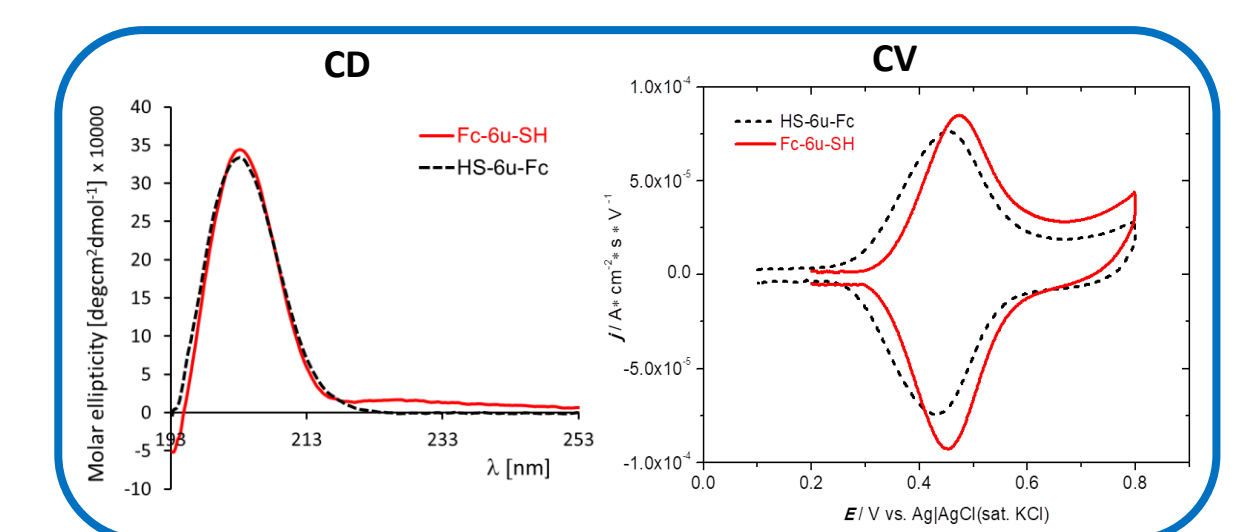 CD
Molar ellipticity [degcm²dmol⁻¹] x 10000
40
35
30
25
20
15
10
5
0
-5
-10
193
213
233
253
λ [nm]
Fc-6u-SH
HS-6u-Fc
CV
j / A* cm⁻²* s * V⁻¹
1.0x10⁻⁴
5.0x10⁻⁵
0.0
-5.0x10⁻⁵
-1.0x10⁻⁴
HS-6u-Fc
Fc-6u-SH
0.0
0.2
0.4
0.6
0.8
E / V vs. Ag|AgCl(sat. KCl)